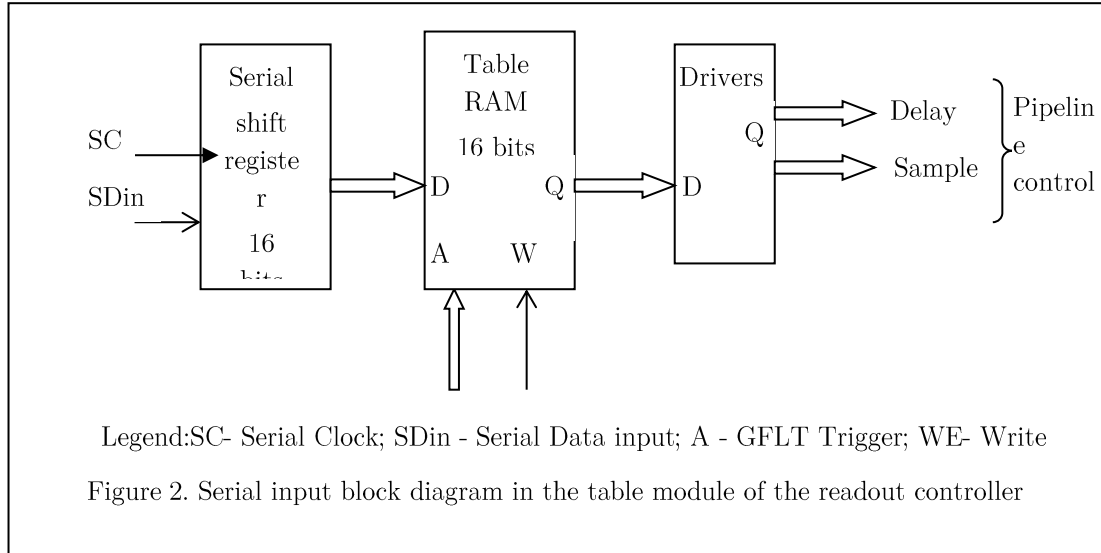 SC
SDin
Serial
shift
registe
r
16
bits
Table
RAM
16 bits
D
Q
A
W
Drivers
Q
D
Delay
Sample
Pipelin
e
control
Legend:SC- Serial Clock; SDin - Serial Data input; A - GFLT Trigger; WE- Write
Figure 2. Serial input block diagram in the table module of the readout controller